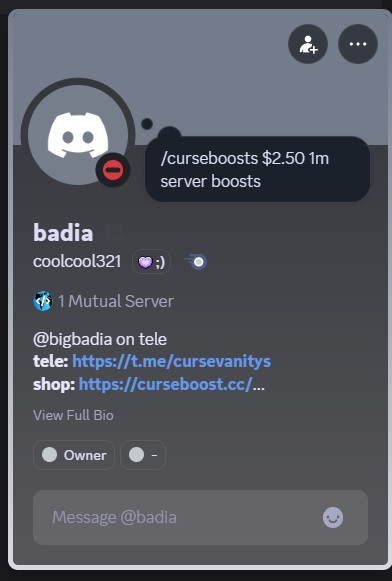 /curseboosts $2.50 1m
server boosts
badia
coolcool321 ;)
1 Mutual Server
@bigbadia on tele
tele: https://t.me/cursevanitys
shop: https://curseboost.cc/...
View Full Bio
Owner -
Message @badia